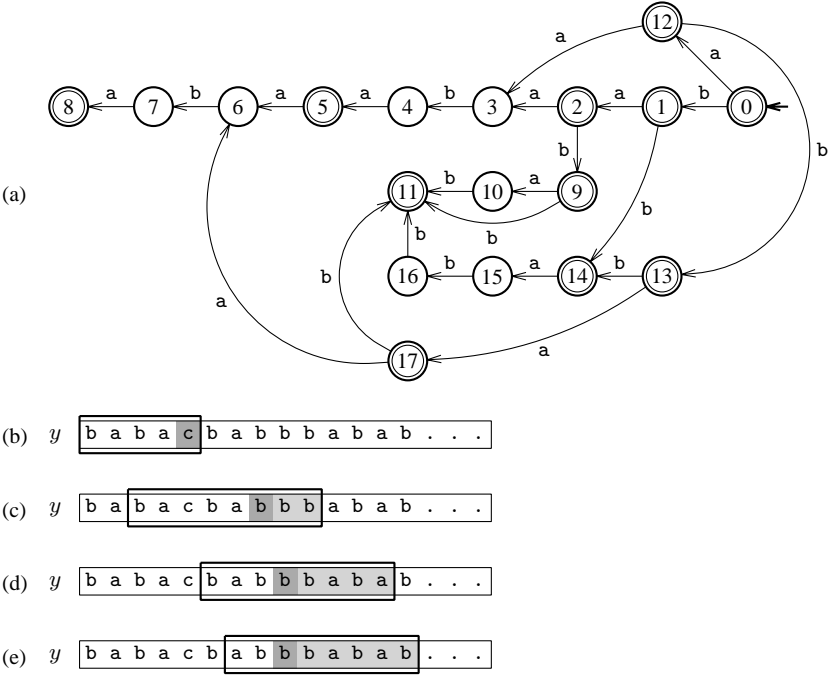 12
a a
a b a a b a a b
8 7 6 5 4 3 2 1 0
b b
b a
(a) 11 10 9
b
b b
b a b
b 16 15 14 13
a
a
17
(b) y b a b a c b a b b b a b a b . . .
(c) y b a b a c b a b b b a b a b . . .
(d) y b a b a c b a b b b a b a b . . .
(e) y b a b a c b a b b b a b a b . . .